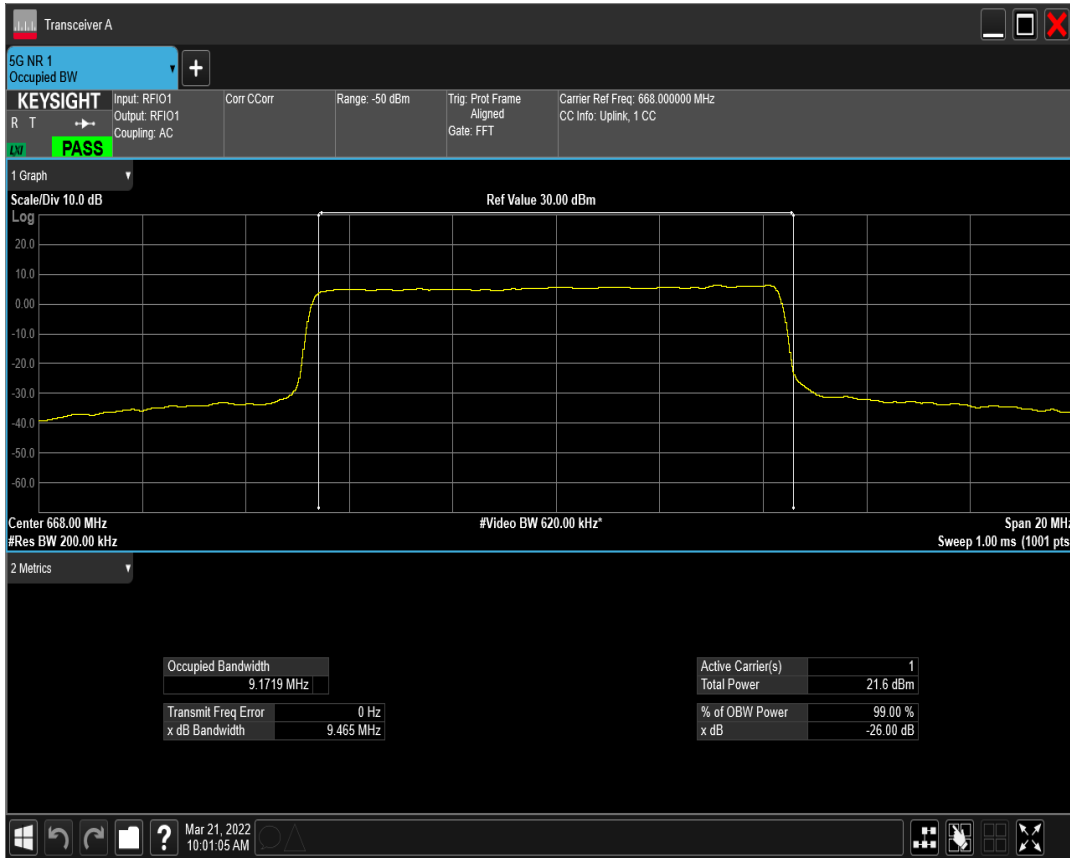 Transceiver A
5G NR 1
Occupied BW
KEYSIGHT
R T
LXI
PASS
Input: RFIO1
Output: RFIO1
Coupling: AC
Corr CCorr
Range: -50 dBm
Trig: Prot Frame
Aligned
Gate: FFT
Carrier Ref Freq: 668.000000 MHz
CC Info: Uplink, 1 CC
1 Graph
Scale/Div 10.0 dB
Ref Value 30.00 dBm
Log
20.0
10.0
0.00
-10.0
-20.0
-30.0
-40.0
-50.0
-60.0
Center 668.00 MHz
#Video BW 620.00 kHz*
Span 20 MHz
#Res BW 200.00 kHz
Sweep 1.00 ms (1001 pts
2 Metrics
Occupied Bandwidth
9.1719 MHz
Transmit Freq Error 0 Hz
x dB Bandwidth 9.465 MHz
Active Carrier(s) 1
Total Power 21.6 dBm
% of OBW Power 99.00 %
x dB -26.00 dB
?
Mar 21, 2022
10:01:05 AM